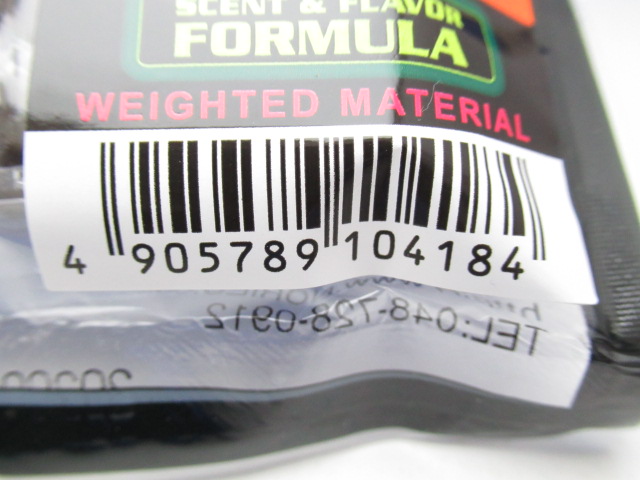 SCENT & FLAVOR
FORMULA
WEIGHTED MATERIAL
4 905789 104184
TEL:048-728-0912